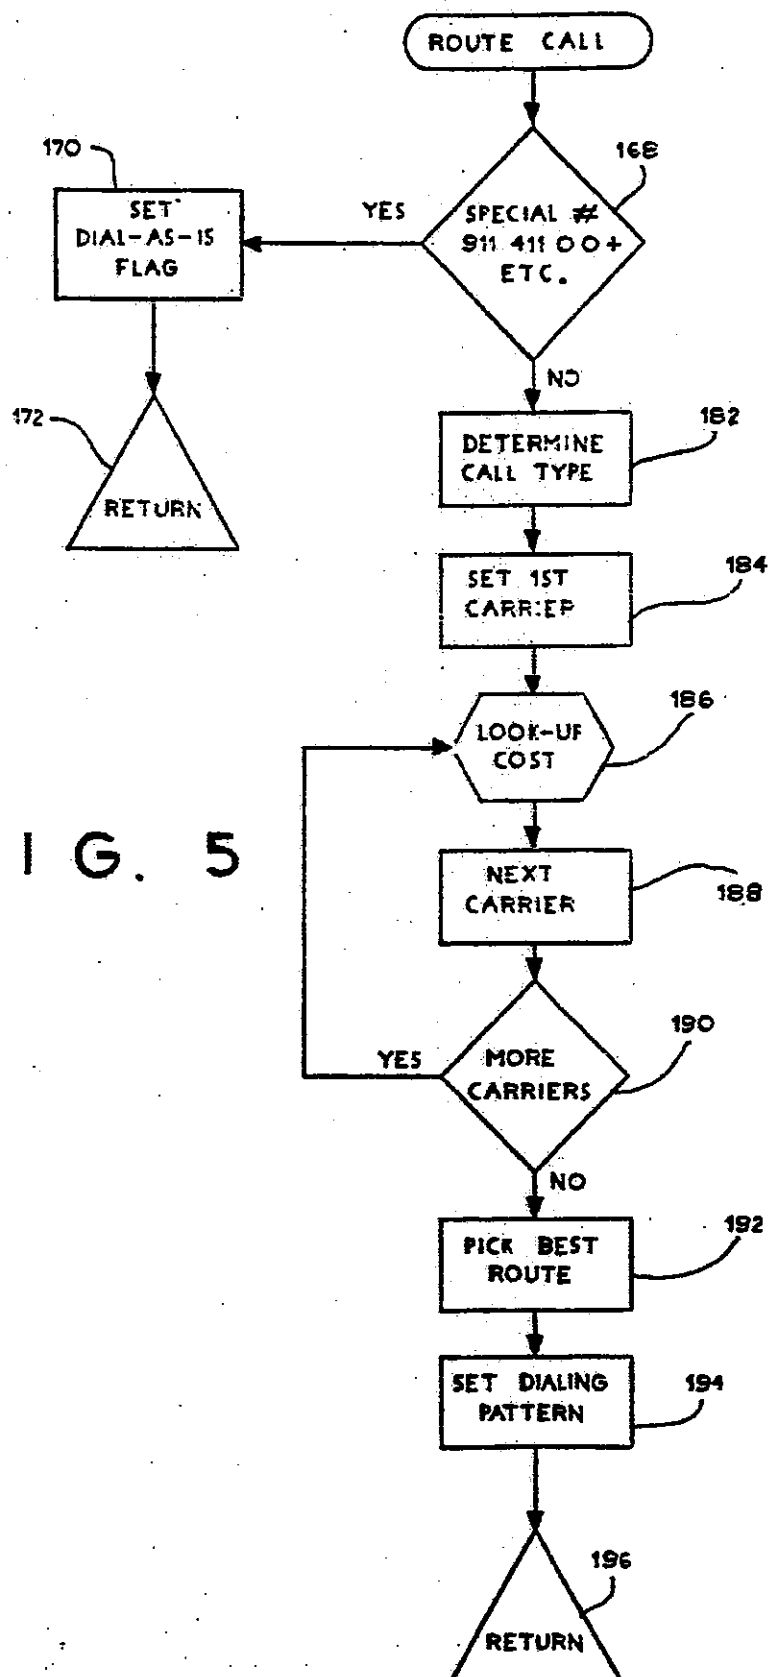 ROUTE CALL
168
SPECIAL #
911 411 00+
ETC.
YES
170
SET
DIAL-AS-IS
FLAG
172
RETURN
NO
182
DETERMINE
CALL TYPE
184
SET 1ST
CARRIER
186
LOOK-UP
COST
IG. 5
188
NEXT
CARRIER
190
MORE
CARRIERS
YES
NO
192
PICK BEST
ROUTE
194
SET DIALING
PATTERN
196
RETURN